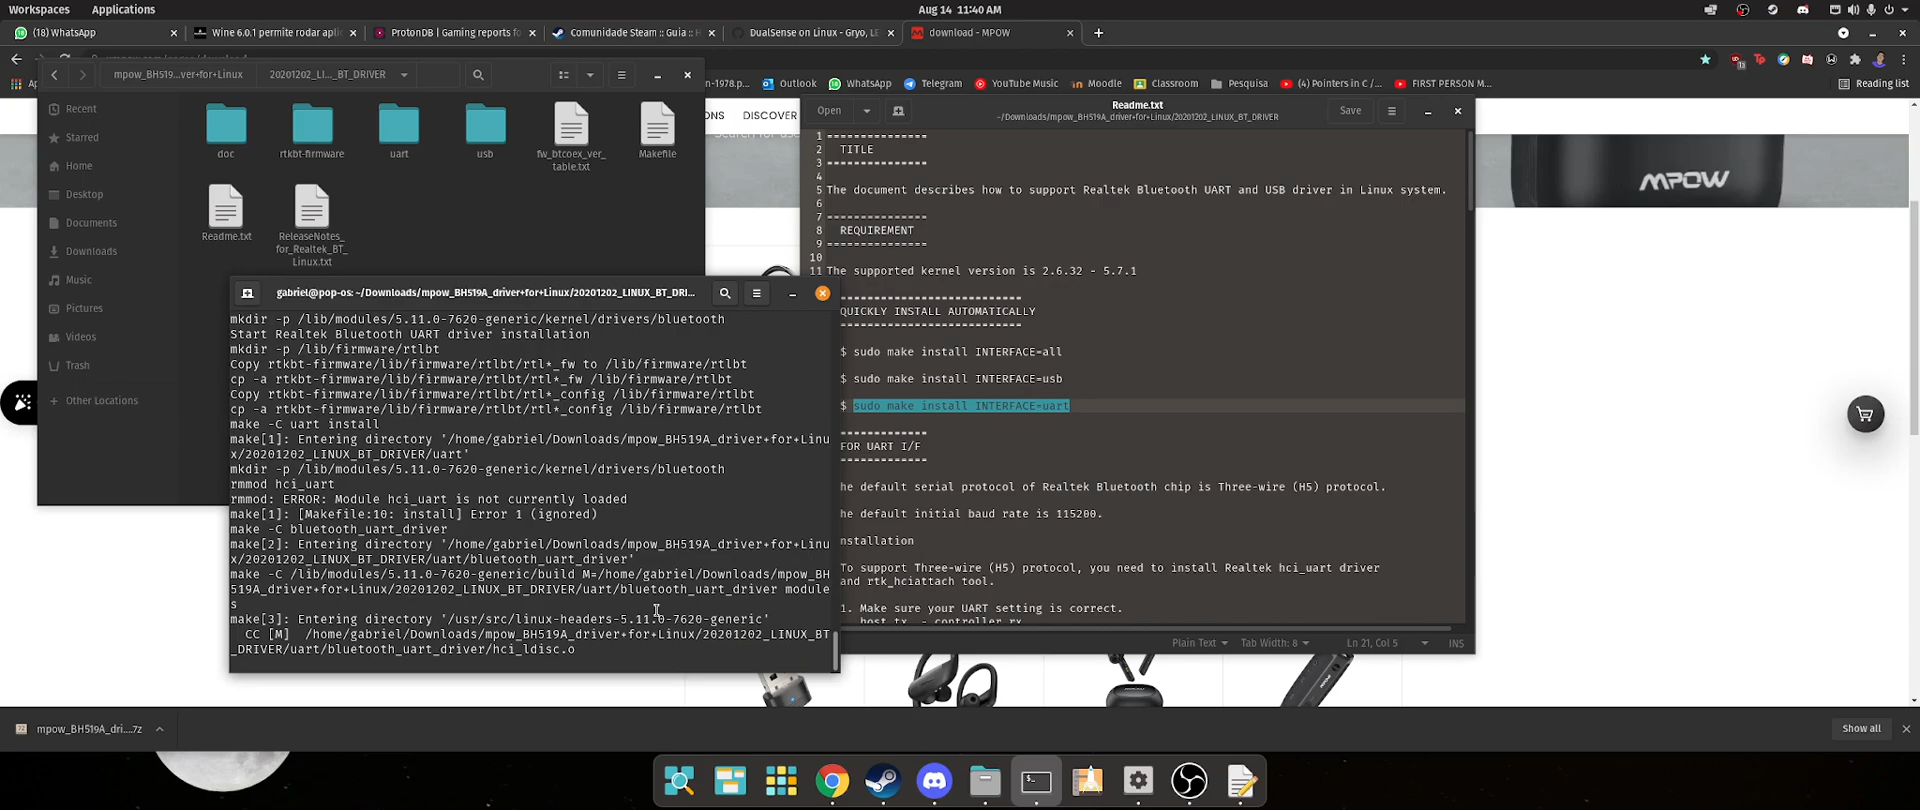 Workspaces
Applications
Aug 14 11:40 AM
(18) WhatsApp
Wine 6.0.1 permite rodar aplic
ProtonDB | Gaming reports fo
Comunidade Steam :: Guia :: H
DualSense on Linux - Gryo, LE
download - MPOW
Outlook
WhatsApp
Telegram
YouTube Music
Moodle
Classroom
Pesquisa
(4) Pointers in C /...
FIRST PERSON M...
Reading list
mpow_BH519...ver+for+Linux
20201202_LI..._BT_DRIVER
Recent
Starred
Home
Desktop
Documents
Downloads
Music
Pictures
Videos
Trash
Other Locations
doc
rtkbt-firmware
uart
usb
fw_btcoex_ver_
table.txt
Makefile
Readme.txt
ReleaseNotes_
for_Realtek_BT_
Linux.txt
DISCOVER
MPOW
Open
Readme.txt
~/Downloads/mpow_BH519A_driver+for+Linux/20201202_LINUX_BT_DRIVER
Save
1 ---------------
2 TITLE
3 ---------------
4
5 The document describes how to support Realtek Bluetooth UART and USB driver in Linux system.
6
7 ---------------
8 REQUIREMENT
9 ---------------
10
11 The supported kernel version is 2.6.32 - 5.7.1
QUICKLY INSTALL AUTOMATICALLY
$ sudo make install INTERFACE=all
$ sudo make install INTERFACE=usb
$ sudo make install INTERFACE=uart
FOR UART I/F
he default serial protocol of Realtek Bluetooth chip is Three-wire (H5) protocol.
he default initial baud rate is 115200.
nstallation
To support Three-wire (H5) protocol, you need to install Realtek hci_uart driver
and rtk_hciattach tool.
1. Make sure your UART setting is correct.
host tx - controller rx
Plain Text
Tab Width: 8
Ln 21, Col 5
INS
gabriel@pop-os: ~/Downloads/mpow_BH519A_driver+for+Linux/20201202_LINUX_BT_DRI...
mkdir -p /lib/modules/5.11.0-7620-generic/kernel/drivers/bluetooth
Start Realtek Bluetooth UART driver installation
mkdir -p /lib/firmware/rtlbt
Copy rtkbt-firmware/lib/firmware/rtlbt/rtl*_fw to /lib/firmware/rtlbt
cp -a rtkbt-firmware/lib/firmware/rtlbt/rtl*_fw /lib/firmware/rtlbt
Copy rtkbt-firmware/lib/firmware/rtlbt/rtl*_config /lib/firmware/rtlbt
cp -a rtkbt-firmware/lib/firmware/rtlbt/rtl*_config /lib/firmware/rtlbt
make -C uart install
make[1]: Entering directory '/home/gabriel/Downloads/mpow_BH519A_driver+for+Linu
x/20201202_LINUX_BT_DRIVER/uart'
mkdir -p /lib/modules/5.11.0-7620-generic/kernel/drivers/bluetooth
rmmod hci_uart
rmmod: ERROR: Module hci_uart is not currently loaded
make[1]: [Makefile:10: install] Error 1 (ignored)
make -C bluetooth_uart_driver
make[2]: Entering directory '/home/gabriel/Downloads/mpow_BH519A_driver+for+Linu
x/20201202_LINUX_BT_DRIVER/uart/bluetooth_uart_driver'
make -C /lib/modules/5.11.0-7620-generic/build M=/home/gabriel/Downloads/mpow_BH
519A_driver+for+Linux/20201202_LINUX_BT_DRIVER/uart/bluetooth_uart_driver module
s
make[3]: Entering directory '/usr/src/linux-headers-5.11.0-7620-generic'
CC [M] /home/gabriel/Downloads/mpow_BH519A_driver+for+Linux/20201202_LINUX_BT
_DRIVER/uart/bluetooth_uart_driver/hci_ldisc.o
mpow_BH519A_dri....7z
Show all